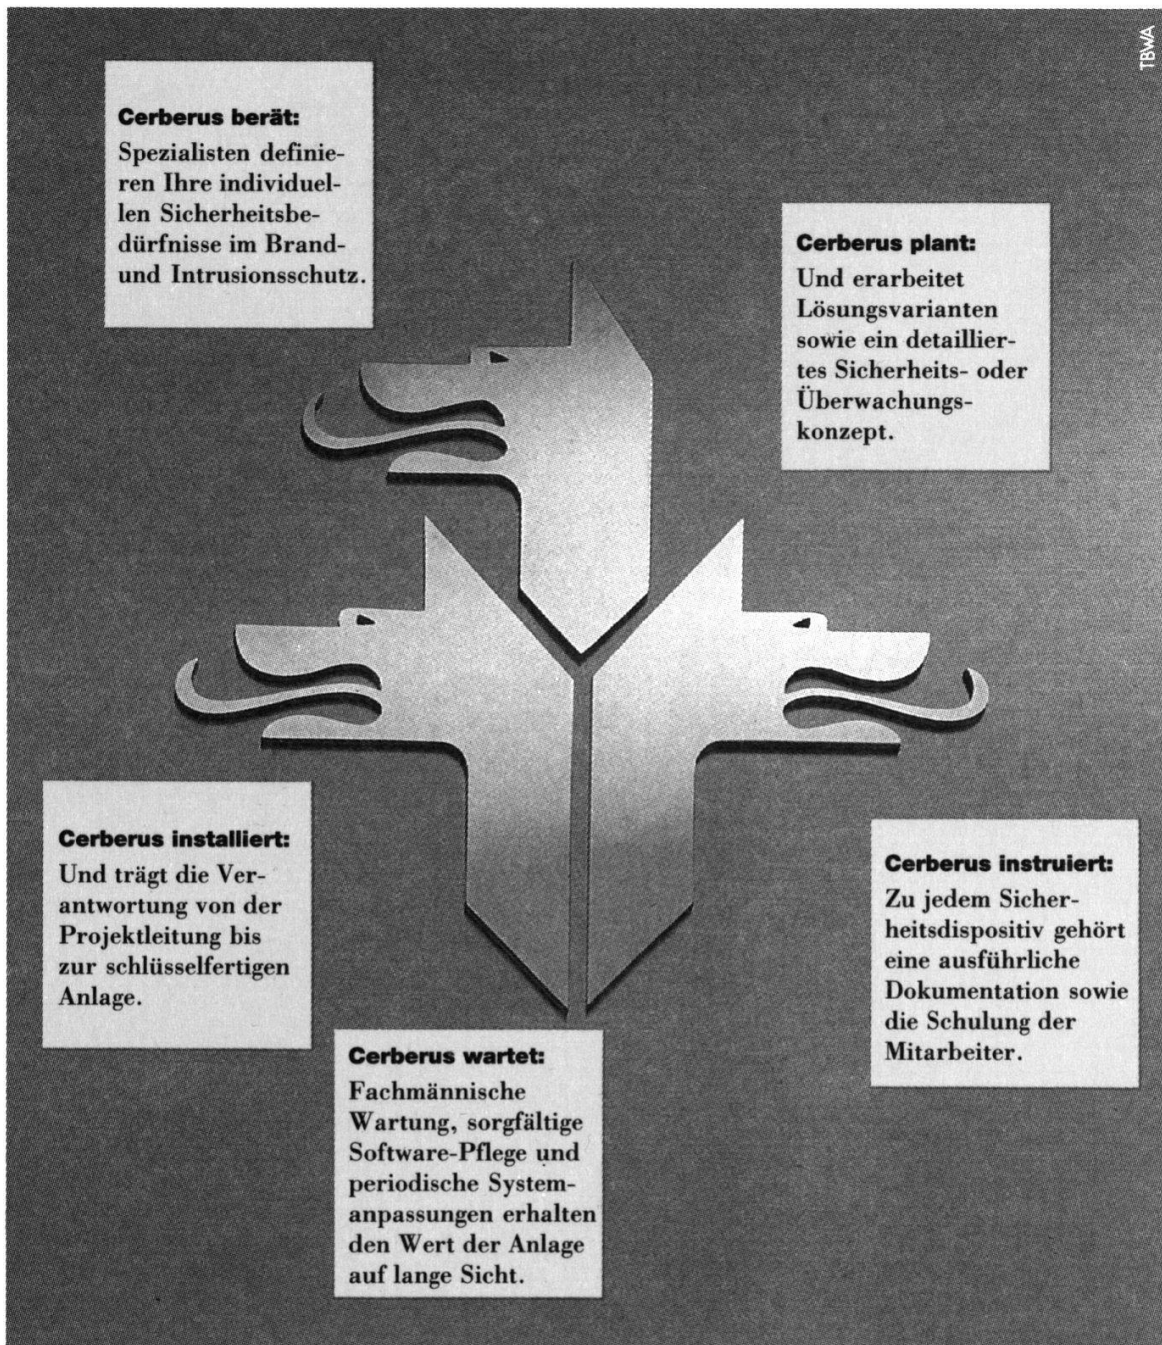 TBWA
Cerberus berät:
Spezialisten definie-
ren Ihre individuel-
len Sicherheitsbe-
dürfnisse im Brand-
und Intrusionsschutz.
Cerberus plant:
Und erarbeitet
Lösungsvarianten
sowie ein detaillier-
tes Sicherheits- oder
Überwachungs-
konzept.
Cerberus installiert:
Und trägt die Ver-
antwortung von der
Projektleitung bis
zur schlüsselfertigen
Anlage.
Cerberus instruiert:
Zu jedem Sicher-
heitsdispositiv gehört
eine ausführliche
Dokumentation sowie
die Schulung der
Mitarbeiter.
Cerberus wartet:
Fachmännische
Wartung, sorgfältige
Software-Pflege und
periodische System-
anpassungen erhalten
den Wert der Anlage
auf lange Sicht.